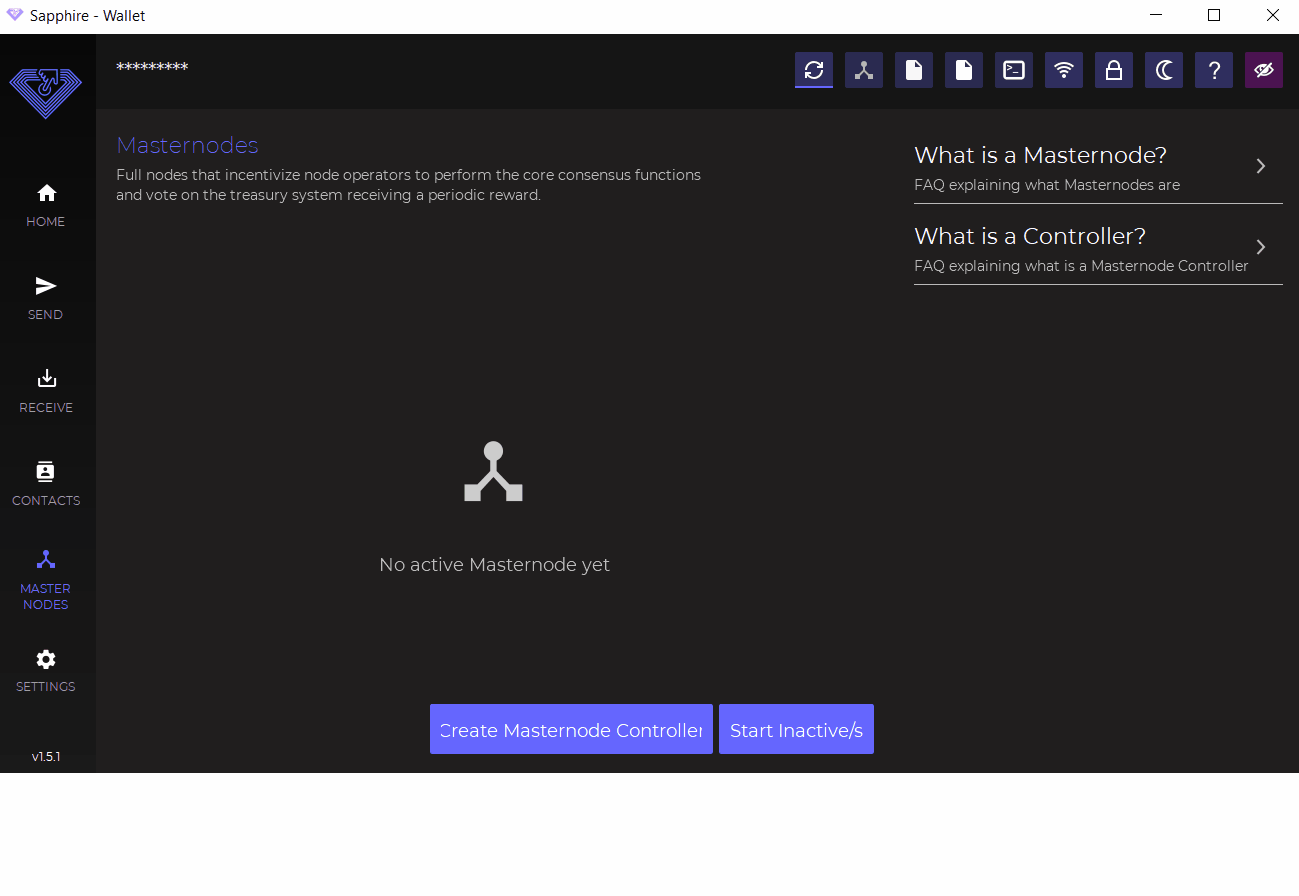 Sapphire - Wallet
*********
HOME
SEND
RECEIVE
CONTACTS
MASTER
NODES
SETTINGS
v1.5.1
Masternodes
Full nodes that incentivize node operators to perform the core consensus functions
and vote on the treasury system receiving a periodic reward.
No active Masternode yet
Create Masternode Controller
Start Inactive/s
What is a Masternode?
FAQ explaining what Masternodes are
What is a Controller?
FAQ explaining what is a Masternode Controller